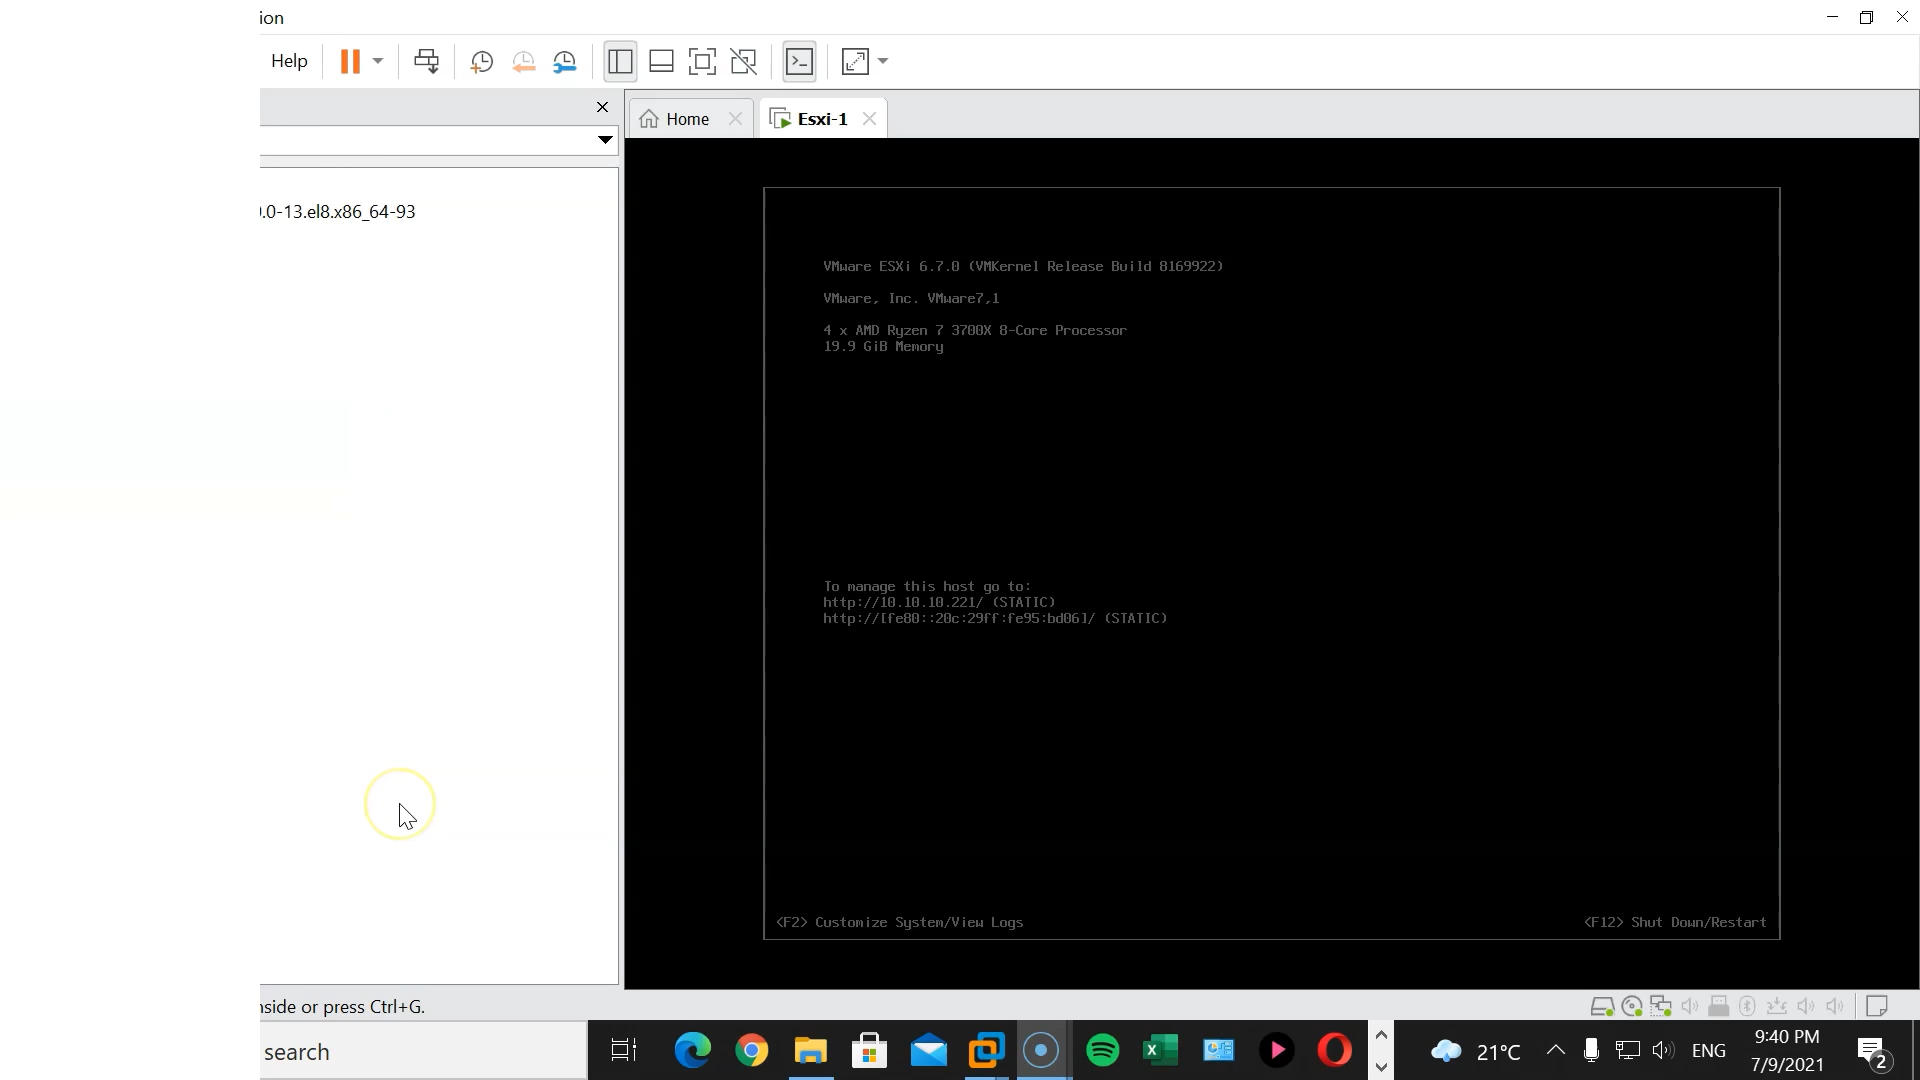 ion
Help
Home
Esxi-1
.0-13.el8.x86_64-93
VMware ESXi 6.7.0 (VMKernel Release Build 8169922)
VMware, Inc. VMware7,1
4 x AMD Ryzen 7 3700X 8-Core Processor
19.9 GiB Memory
To manage this host go to:
http://10.10.10.221/ (STATIC)
http://[fe80::20c:29ff:fe95:bd06]/ (STATIC)
<F2> Customize System/View Logs
<F12> Shut Down/Restart
nside or press Ctrl+G.
search
21°C
ENG
9:40 PM
7/9/2021
2